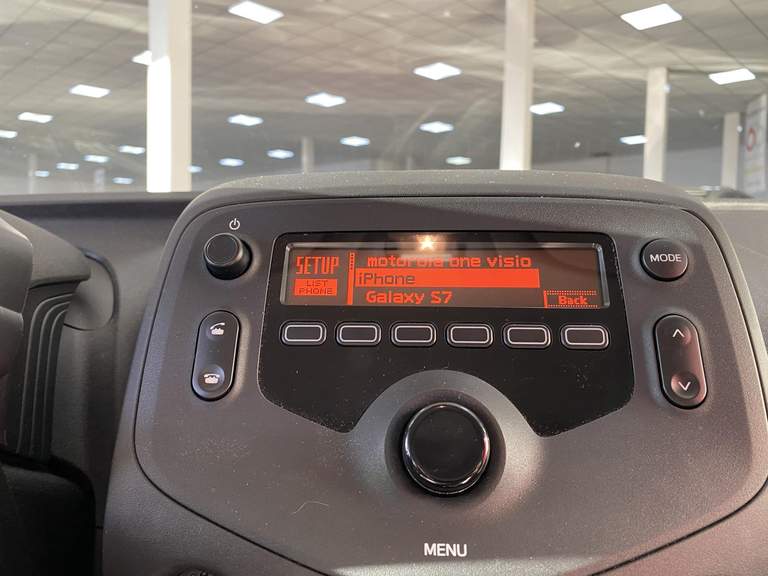 SETUP
LIST
PHONE
motorola one visio
iPhone
Galaxy S7
Back
MODE
MENU